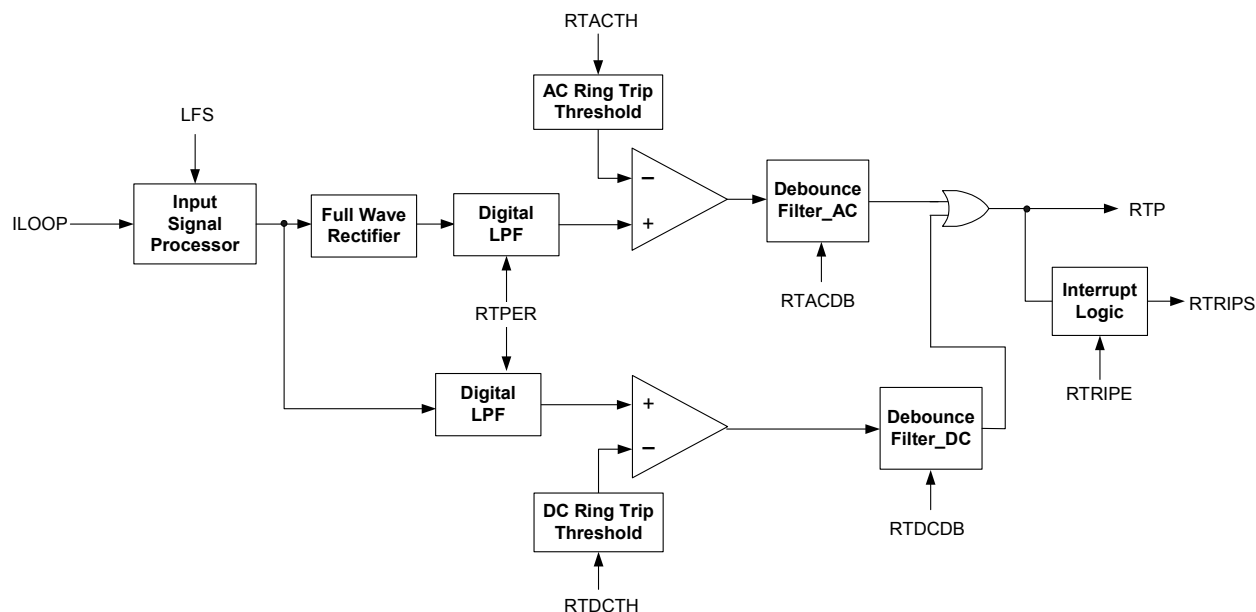 RTACTH
AC Ring Trip
Threshold
LFS
Input
Signal
Processor
ILOOP
Full Wave
Rectifier
Digital
LPF
−
+
Debounce
Filter_AC
RTP
RTACDB
Interrupt
Logic
RTRIPS
RTPER
RTRIPE
Digital
LPF
+
−
Debounce
Filter_DC
DC Ring Trip
Threshold
RTDCDB
RTDCTH